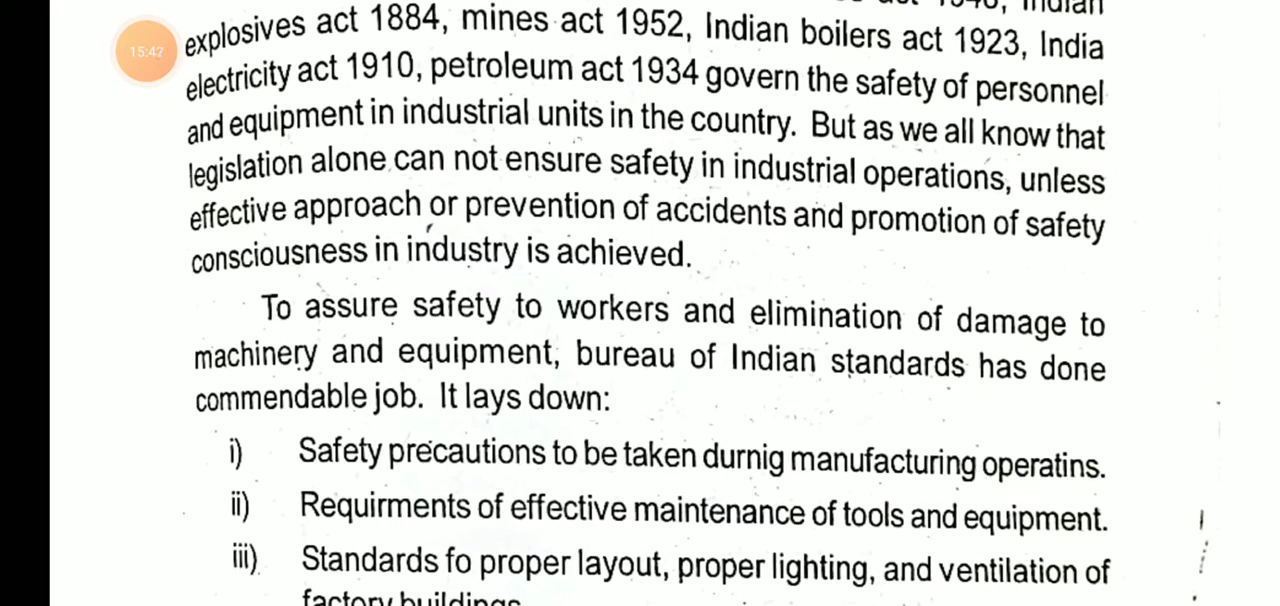 Indian
explosives act 1884, mines act 1952, Indian boilers act 1923, India
electricity act 1910, petroleum act 1934 govern the safety of personnel
and equipment in industrial units in the country. But as we all know that
legislation alone can not ensure safety in industrial operations, unless
effective approach or prevention of accidents and promotion of safety
consciousness in industry is achieved.
To assure safety to workers and elimination of damage to
machinery and equipment, bureau of Indian standards has done
commendable job. It lays down:
i) Safety precautions to be taken durnig manufacturing operatins.
ii) Requirments of effective maintenance of tools and equipment.
iii) Standards fo proper layout, proper lighting, and ventilation of
factory buildings
15:47